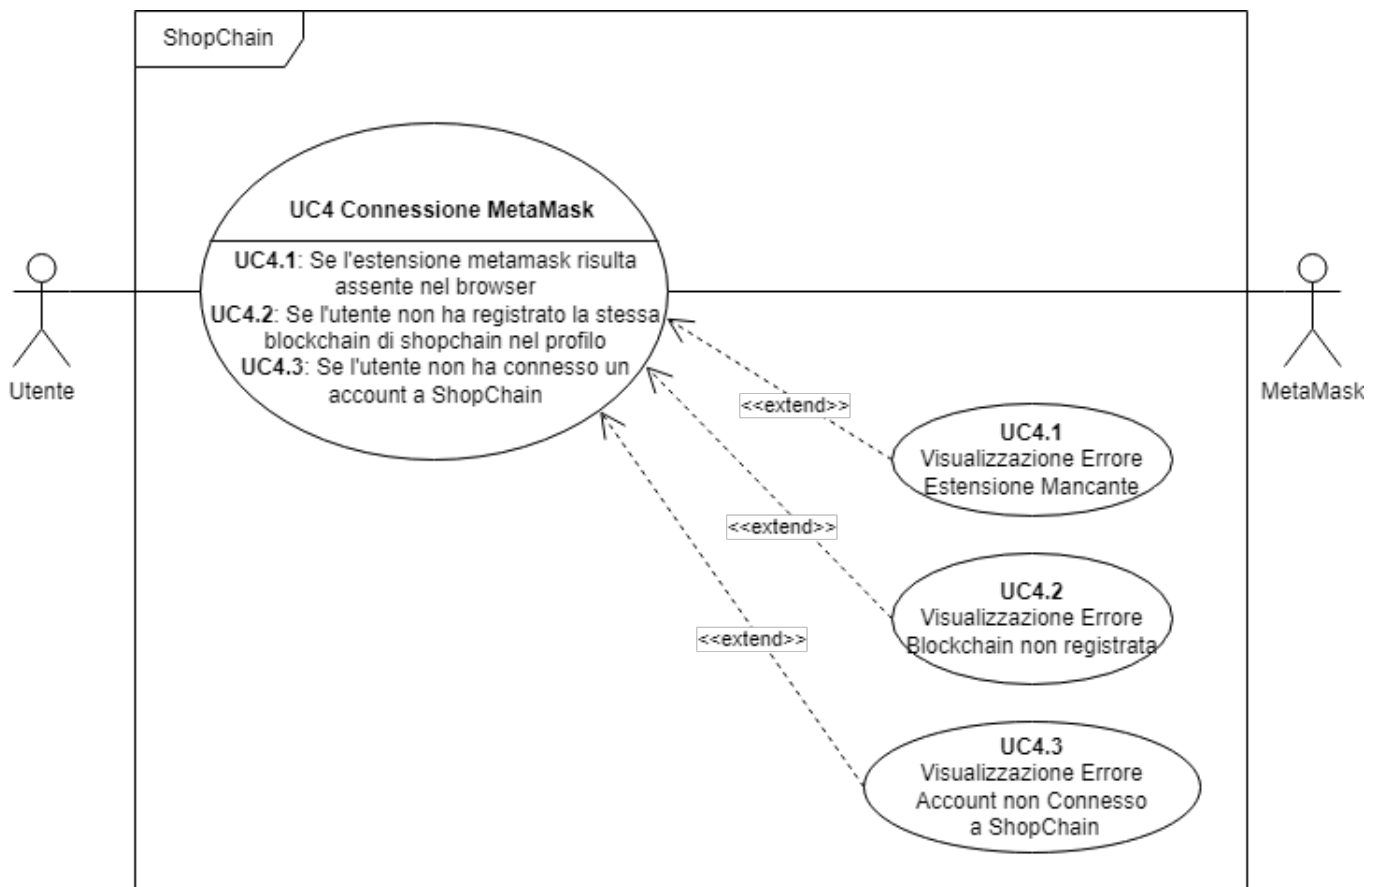 ShopChain
UC4 Connessione MetaMask
UC4.1: Se l'estensione metamask risulta
assente nel browser
UC4.2: Se l'utente non ha registrato la stessa
blockchain di shopchain nel profilo
UC4.3: Se l'utente non ha connesso un
account a ShopChain
Utente
MetaMask
<<extend>>
UC4.1
Visualizzazione Errore
Estensione Mancante
<<extend>>
UC4.2
Visualizzazione Errore
Blockchain non registrata
<<extend>>
UC4.3
Visualizzazione Errore
Account non Connesso
a ShopChain